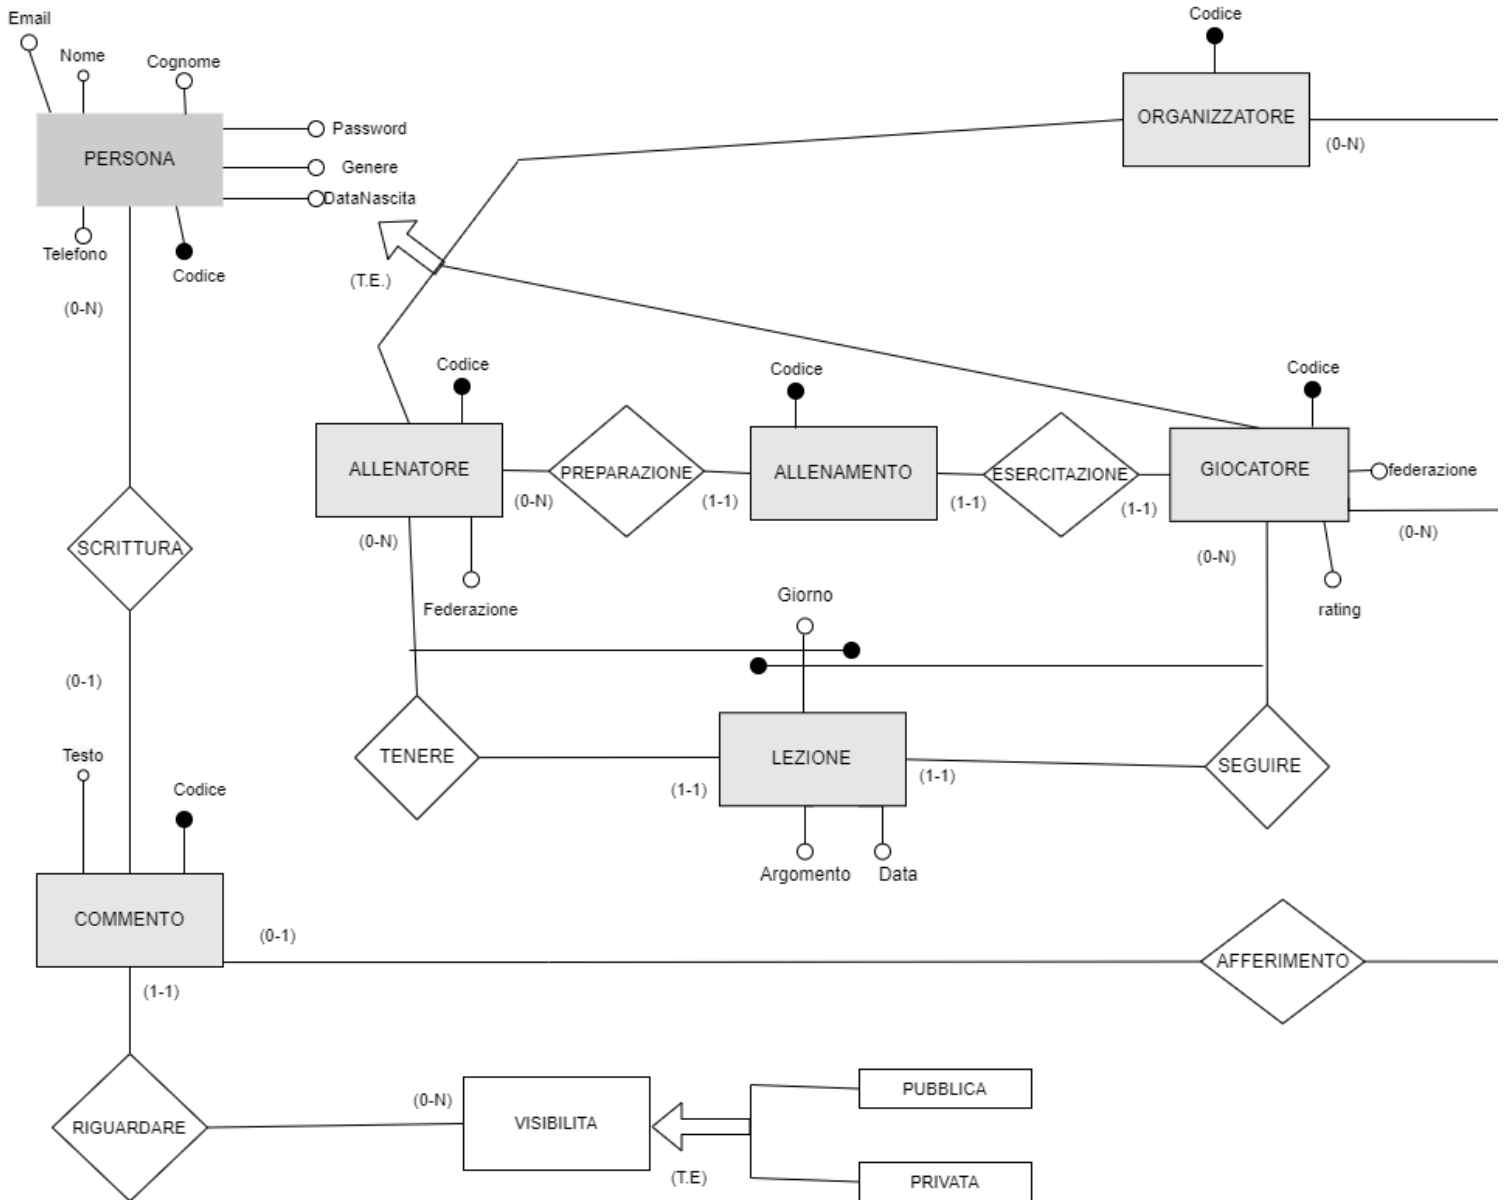 Email
Nome
Cognome
Codice
PERSONA
Password
Genere
DataNascita
ORGANIZZATORE
(0-N)
Telefono
Codice
(T.E.)
(0-N)
Codice
Codice
Codice
ALLENATORE
PREPARAZIONE
ALLENAMENTO
ESERCITAZIONE
GIOCATORE
federazione
(0-N)
(1-1)
(1-1)
(1-1)
(0-N)
(0-N)
(0-N)
SCRITTURA
Federazione
Giorno
rating
(0-1)
TENERE
LEZIONE
SEGUIRE
(1-1)
(1-1)
Testo
Codice
Argomento
Data
COMMENTO
(0-1)
AFFERIMENTO
(1-1)
RIGUARDARE
(0-N)
VISIBILITA
PUBBLICA
(T.E)
PRIVATA